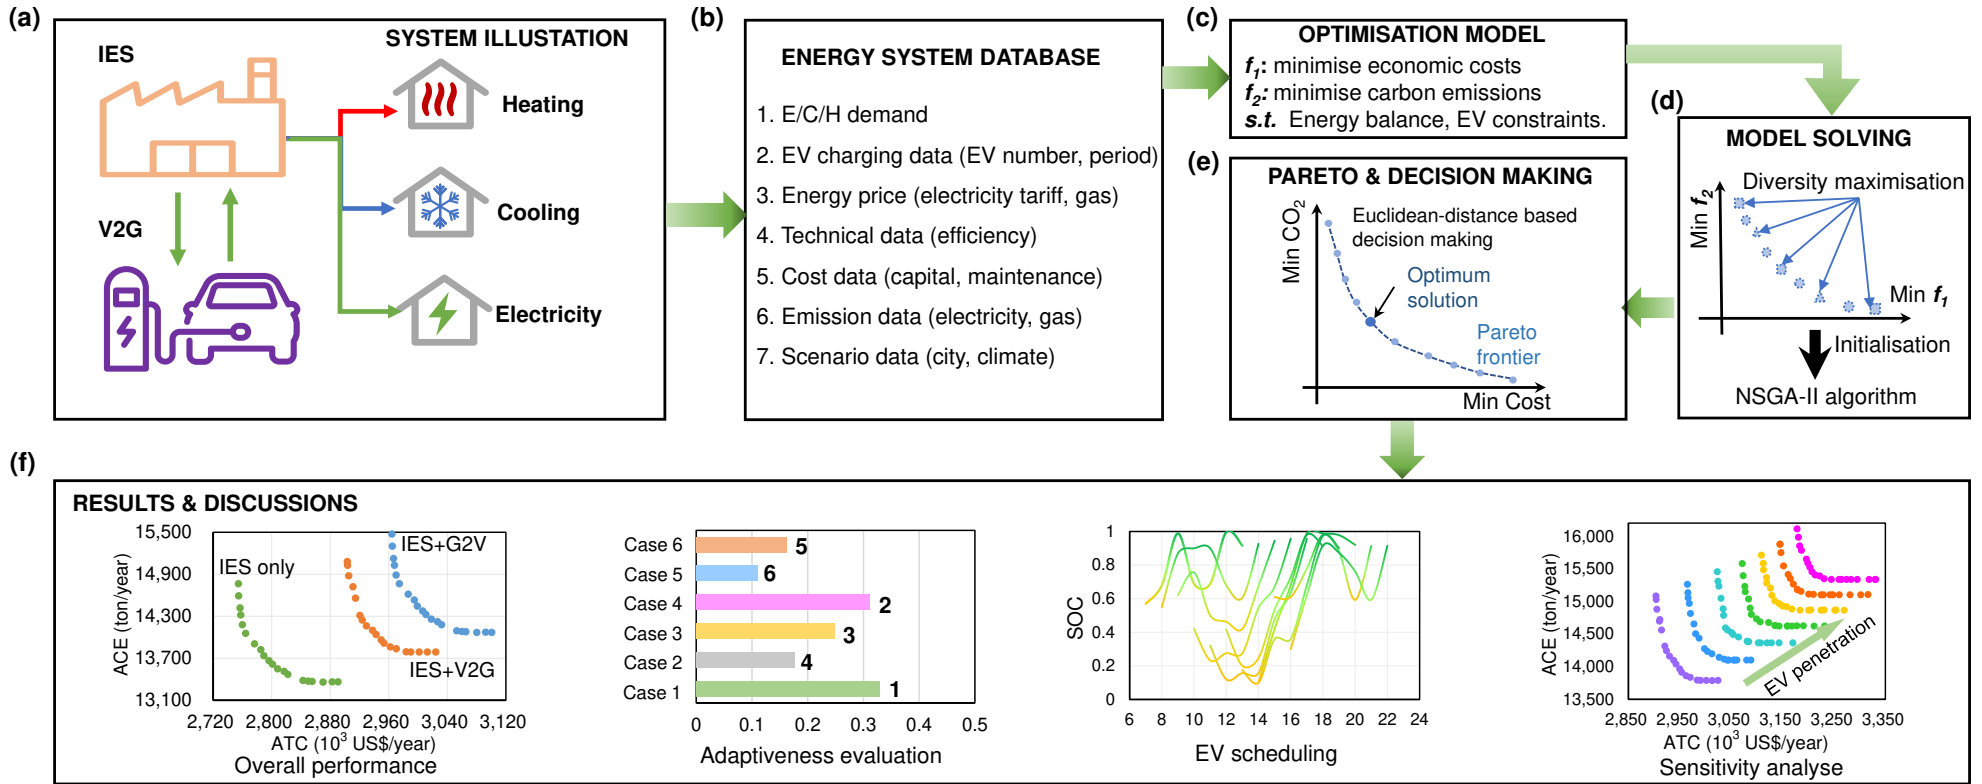 (a)
SYSTEM ILLUSTATION
IES
Heating
Cooling
V2G
Electricity
(b)
ENERGY SYSTEM DATABASE
1. E/C/H demand
2. EV charging data (EV number, period)
3. Energy price (electricity tariff, gas)
4. Technical data (efficiency)
5. Cost data (capital, maintenance)
6. Emission data (electricity, gas)
7. Scenario data (city, climate)
(c)
OPTIMISATION MODEL
f1: minimise economic costs
f2: minimise carbon emissions
s.t. Energy balance, EV constraints.
(d)
MODEL SOLVING
Diversity maximisation
Min f2
Min f1
Initialisation
NSGA-II algorithm
(e)
PARETO & DECISION MAKING
Min CO2
Euclidean-distance based
decision making
Optimum
solution
Pareto
frontier
Min Cost
(f)
RESULTS & DISCUSSIONS
ACE (ton/year)
15,500
14,900
14,300
13,700
13,100
IES only
IES+G2V
IES+V2G
2,720
2,800
2,880
2,960
3,040
3,120
ATC (10³ US$/year)
Overall performance
Case 6
5
Case 5
6
Case 4
2
Case 3
3
Case 2
4
Case 1
1
0
0.1
0.2
0.3
0.4
0.5
Adaptiveness evaluation
SOC
1
0.8
0.6
0.4
0.2
0
6
8
10
12
14
16
18
20
22
24
EV scheduling
ACE (ton/year)
16,000
15,500
15,000
14,500
14,000
13,500
EV penetration
2,850
2,950
3,050
3,150
3,250
3,350
ATC (10³ US$/year)
Sensitivity analyse